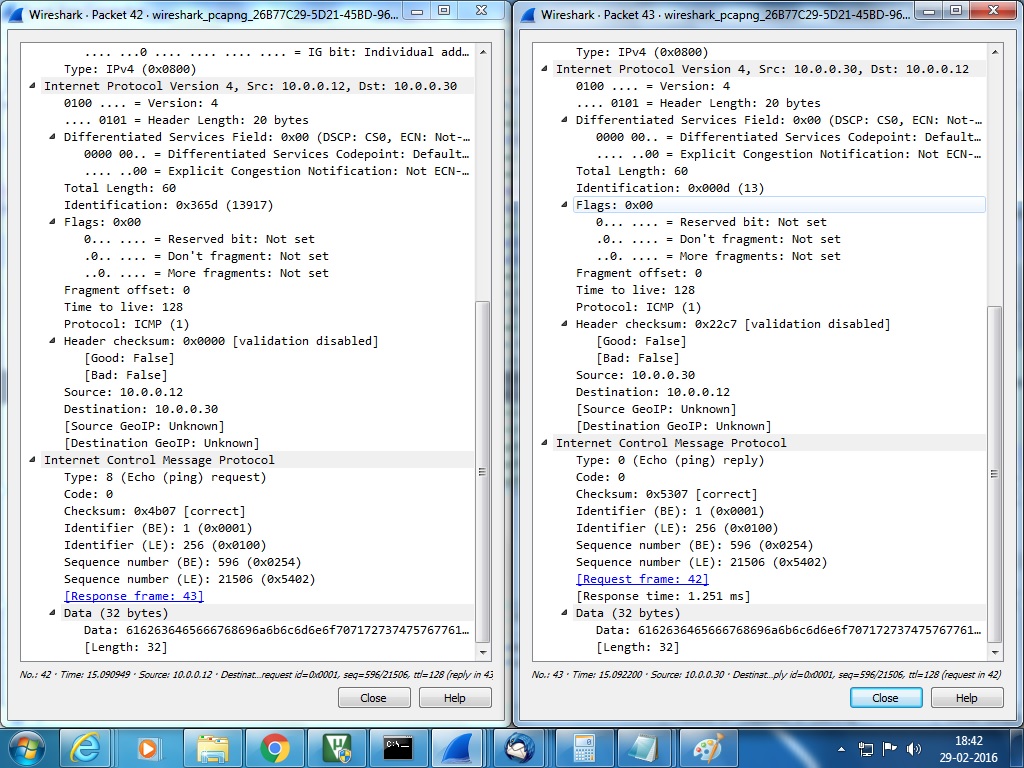 Wireshark · Packet 42 · wireshark_pcapng_26B77C29-5D21-45BD-96...
.... ...0 .... .... .... .... = IG bit: Individual add...
Type: IPv4 (0x0800)
Internet Protocol Version 4, Src: 10.0.0.12, Dst: 10.0.0.30
0100 .... = Version: 4
.... 0101 = Header Length: 20 bytes
Differentiated Services Field: 0x00 (DSCP: CS0, ECN: Not-...
0000 00.. = Differentiated Services Codepoint: Default...
.... ..00 = Explicit Congestion Notification: Not ECN-...
Total Length: 60
Identification: 0x365d (13917)
Flags: 0x00
0... .... = Reserved bit: Not set
.0.. .... = Don't fragment: Not set
..0. .... = More fragments: Not set
Fragment offset: 0
Time to live: 128
Protocol: ICMP (1)
Header checksum: 0x0000 [validation disabled]
[Good: False]
[Bad: False]
Source: 10.0.0.12
Destination: 10.0.0.30
[Source GeoIP: Unknown]
[Destination GeoIP: Unknown]
Internet Control Message Protocol
Type: 8 (Echo (ping) request)
Code: 0
Checksum: 0x4b07 [correct]
Identifier (BE): 1 (0x0001)
Identifier (LE): 256 (0x0100)
Sequence number (BE): 596 (0x0254)
Sequence number (LE): 21506 (0x5402)
[Response frame: 43]
Data (32 bytes)
Data: 6162636465666768696a6b6c6d6e6f707172737475767761...
[Length: 32]
No.: 42 · Time: 15.090949 · Source: 10.0.0.12 · Destinat...request id=0x0001, seq=596/21506, ttl=128 (reply in 43
Close
Help
Wireshark · Packet 43 · wireshark_pcapng_26B77C29-5D21-45BD-96...
Type: IPv4 (0x0800)
Internet Protocol Version 4, Src: 10.0.0.30, Dst: 10.0.0.12
0100 .... = Version: 4
.... 0101 = Header Length: 20 bytes
Differentiated Services Field: 0x00 (DSCP: CS0, ECN: Not-...
0000 00.. = Differentiated Services Codepoint: Default...
.... ..00 = Explicit Congestion Notification: Not ECN-...
Total Length: 60
Identification: 0x000d (13)
Flags: 0x00
0... .... = Reserved bit: Not set
.0.. .... = Don't fragment: Not set
..0. .... = More fragments: Not set
Fragment offset: 0
Time to live: 128
Protocol: ICMP (1)
Header checksum: 0x22c7 [validation disabled]
[Good: False]
[Bad: False]
Source: 10.0.0.30
Destination: 10.0.0.12
[Source GeoIP: Unknown]
[Destination GeoIP: Unknown]
Internet Control Message Protocol
Type: 0 (Echo (ping) reply)
Code: 0
Checksum: 0x5307 [correct]
Identifier (BE): 1 (0x0001)
Identifier (LE): 256 (0x0100)
Sequence number (BE): 596 (0x0254)
Sequence number (LE): 21506 (0x5402)
[Request frame: 42]
[Response time: 1.251 ms]
Data (32 bytes)
Data: 6162636465666768696a6b6c6d6e6f707172737475767761...
[Length: 32]
No.: 43 · Time: 15.092200 · Source: 10.0.0.30 · Destinat...ply id=0x0001, seq=596/21506, ttl=128 (request in 42)
Close
Help
C:\_
18:42
29-02-2016